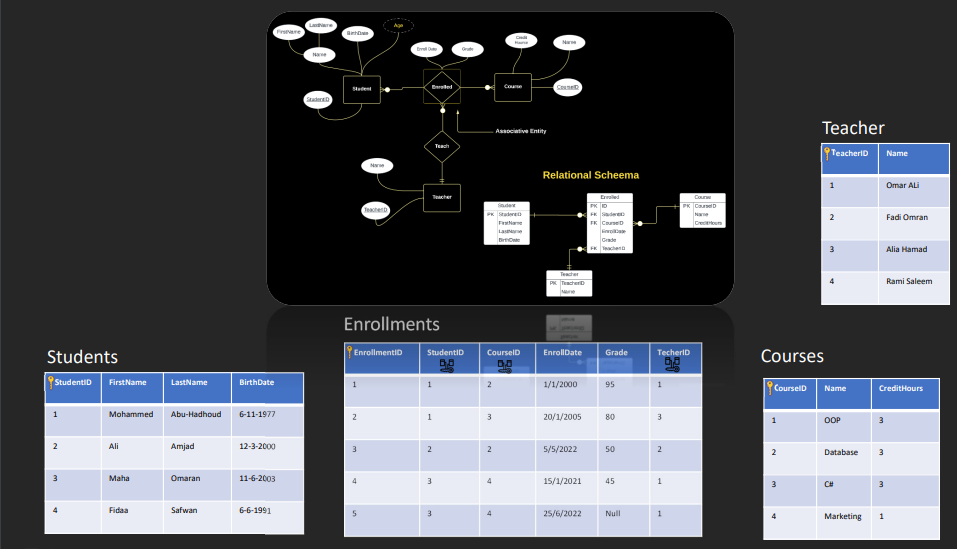 FirstName
LastName
BirthDate
Age
Name
StudentID
Student
Enroll Date
Grade
Enrolled
Credit
Name
Course
CourseID
Associative Entity
Teach
Name
TeacherID
Teacher
Relational Scheema
Student
PK StudentID
FirstName
LastName
BirthDate
Enrolled
PK ID
FK StudentID
FK CourseID
EnrollDate
Grade
FK TeacherID
Course
PK CourseID
Name
CreditHours
Teacher
PK TeacherID
Name
Teacher
TeacherID Name
1 Omar ALi
2 Fadi Omran
3 Alia Hamad
4 Rami Saleem
Enrollments
EnrollmentID StudentID CourseID EnrollDate Grade TecherID
1 1 2 1/1/2000 95 1
2 1 3 20/1/2005 80 3
3 2 2 5/5/2022 50 2
4 3 4 15/1/2021 45 1
5 3 4 25/6/2022 Null 1
Students
StudentID FirstName LastName BirthDate
1 Mohammed Abu-Hadhoud 6-11-1977
2 Ali Amjad 12-3-2000
3 Maha Omaran 11-6-2003
4 Fidaa Safwan 6-6-1991
Courses
CourseID Name CreditHours
1 OOP 3
2 Database 3
3 C# 3
4 Marketing 1